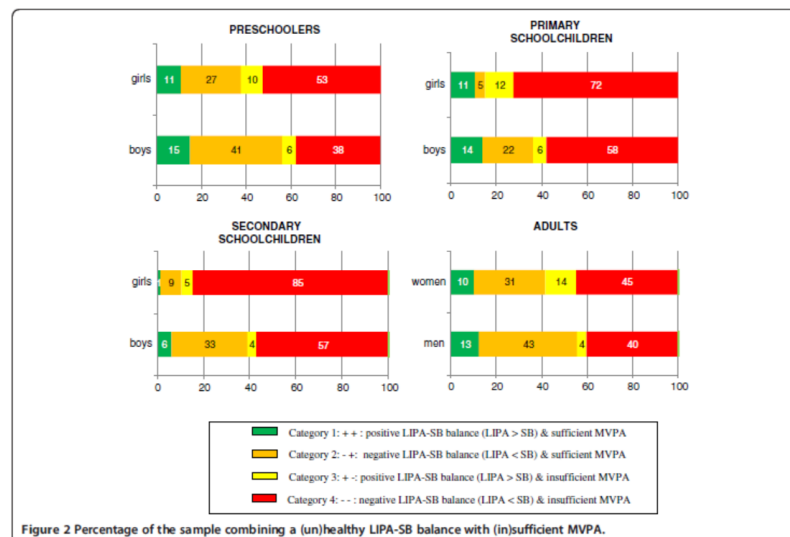 PRESCHOOLERS
girls 11 27 10 53
boys 15 41 6 38
0 20 40 60 80 100
PRIMARY
SCHOOLCHILDREN
girls 11 5 12 72
boys 14 22 6 58
0 20 40 60 80 100
SECONDARY
SCHOOLCHILDREN
girls 1 9 5 85
boys 6 33 4 57
0 20 40 60 80 100
ADULTS
women 10 31 14 45
men 13 43 4 40
0 20 40 60 80 100
Category 1: + + : positive LIPA-SB balance (LIPA > SB) & sufficient MVPA
Category 2: - +: negative LIPA-SB balance (LIPA < SB) & sufficient MVPA
Category 3: + -: positive LIPA-SB balance (LIPA > SB) & insufficient MVPA
Category 4: - - : negative LIPA-SB balance (LIPA < SB) & insufficient MVPA
Figure 2 Percentage of the sample combining a (un)healthy LIPA-SB balance with (in)sufficient MVPA.